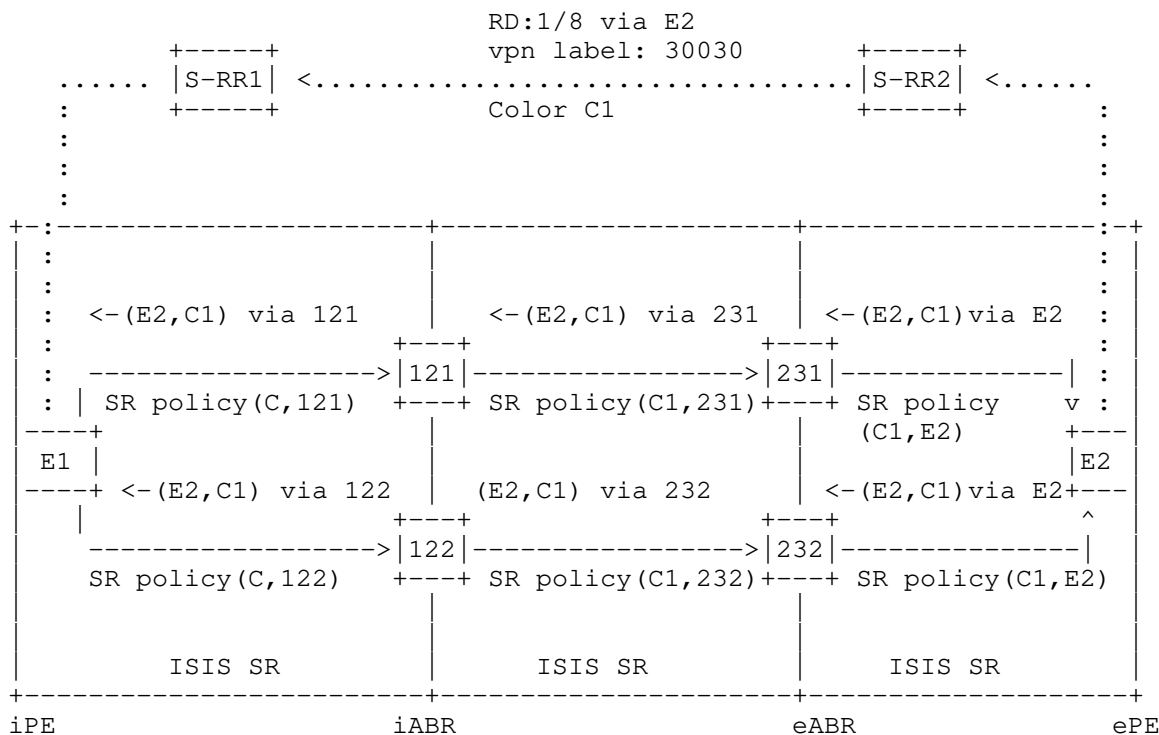 RD:1/8 via E2
vpn label: 30030
S-RR1 S-RR2
Color C1
<-(E2,C1) via 121 <-(E2,C1) via 231 <-(E2,C1)via E2
121 231
SR policy(C,121) SR policy(C1,231) SR policy
(C1,E2)
E1 E2
<-(E2,C1) via 122 (E2,C1) via 232 <-(E2,C1)via E2
122 232
SR policy(C,122) SR policy(C1,232) SR policy(C1,E2)
ISIS SR ISIS SR ISIS SR
iPE iABR eABR ePE